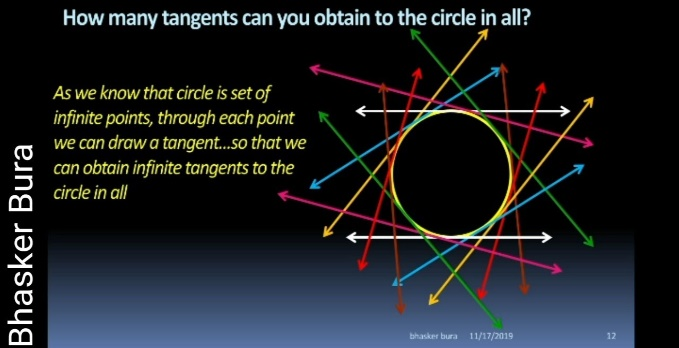 How many tangents can you obtain to the circle in all?
As we know that circle is set of
infinite points, through each point
we can draw a tangent...so that we
can obtain infinite tangents to the
circle in all
Bhasker Bura
bhasker bura 11/17/2019 12